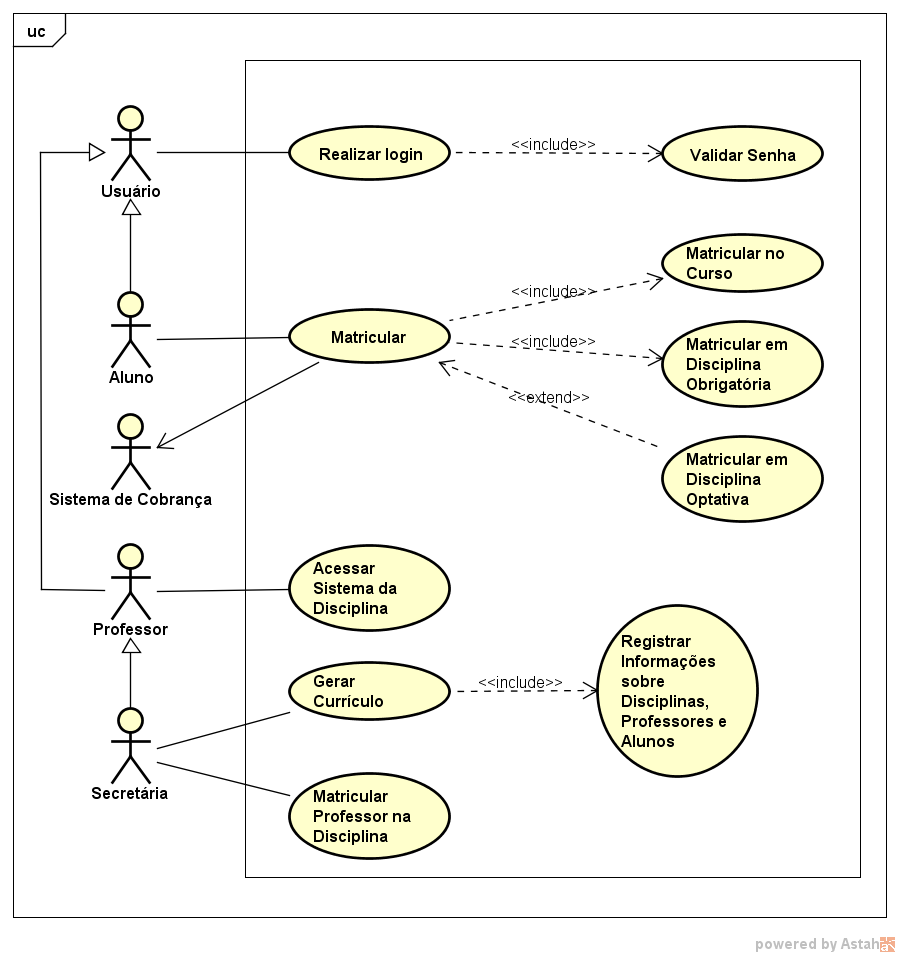 uc
Usuário
Realizar login
<<include>>
Validar Senha
Matricular no
Curso
<<include>>
Aluno
Matricular
<<include>>
Matricular em
Disciplina
Obrigatória
<<extend>>
Sistema de Cobrança
Matricular em
Disciplina
Optativa
Professor
Acessar
Sistema da
Disciplina
Gerar
Currículo
<<include>>
Registrar
Informações
sobre
Disciplinas,
Professores e
Alunos
Secretária
Matricular
Professor na
Disciplina
powered by Astah